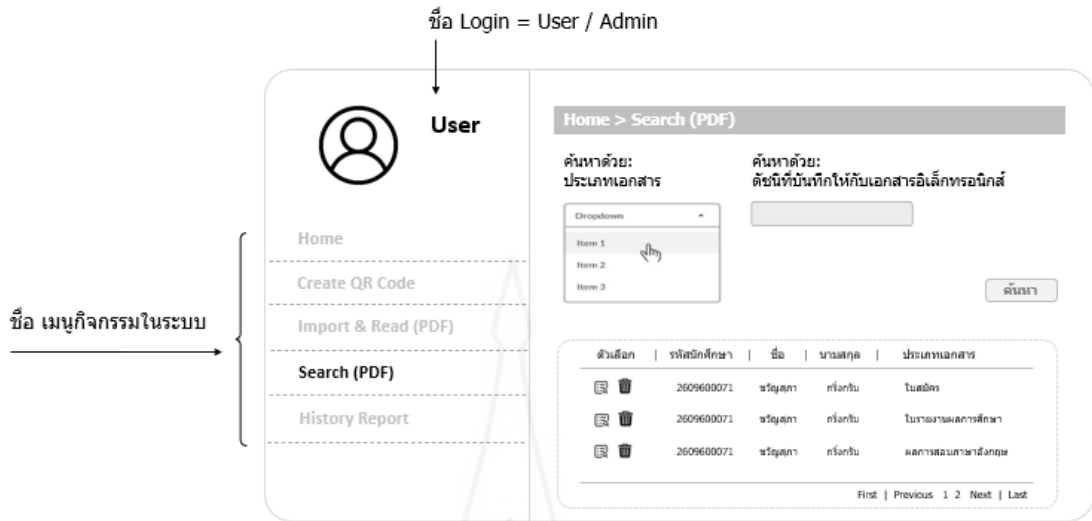 ชื่อ Login = User / Admin
User
Home
Create QR Code
Import & Read (PDF)
Search (PDF)
History Report
ชื่อ เมนูกิจกรรมในระบบ
Home > Search (PDF)
ค้นหาด้วย:
ประเภทเอกสาร
ค้นหาด้วย:
ดัชนีที่บันทึกให้กับเอกสารอิเล็กทรอนิกส์
Dropdown
Item 1
Item 2
Item 3
ค้นหา
ตัวเลือก | รหัสนักศึกษา | ชื่อ | นามสกุล | ประเภทเอกสาร
2609600071 ขวัญสุภา กริ่งกรับ ใบสมัคร
2609600071 ขวัญสุภา กริ่งกรับ ใบรายงานผลการศึกษา
2609600071 ขวัญสุภา กริ่งกรับ ผลการสอบภาษาอังกฤษ
First | Previous 1 2 Next | Last